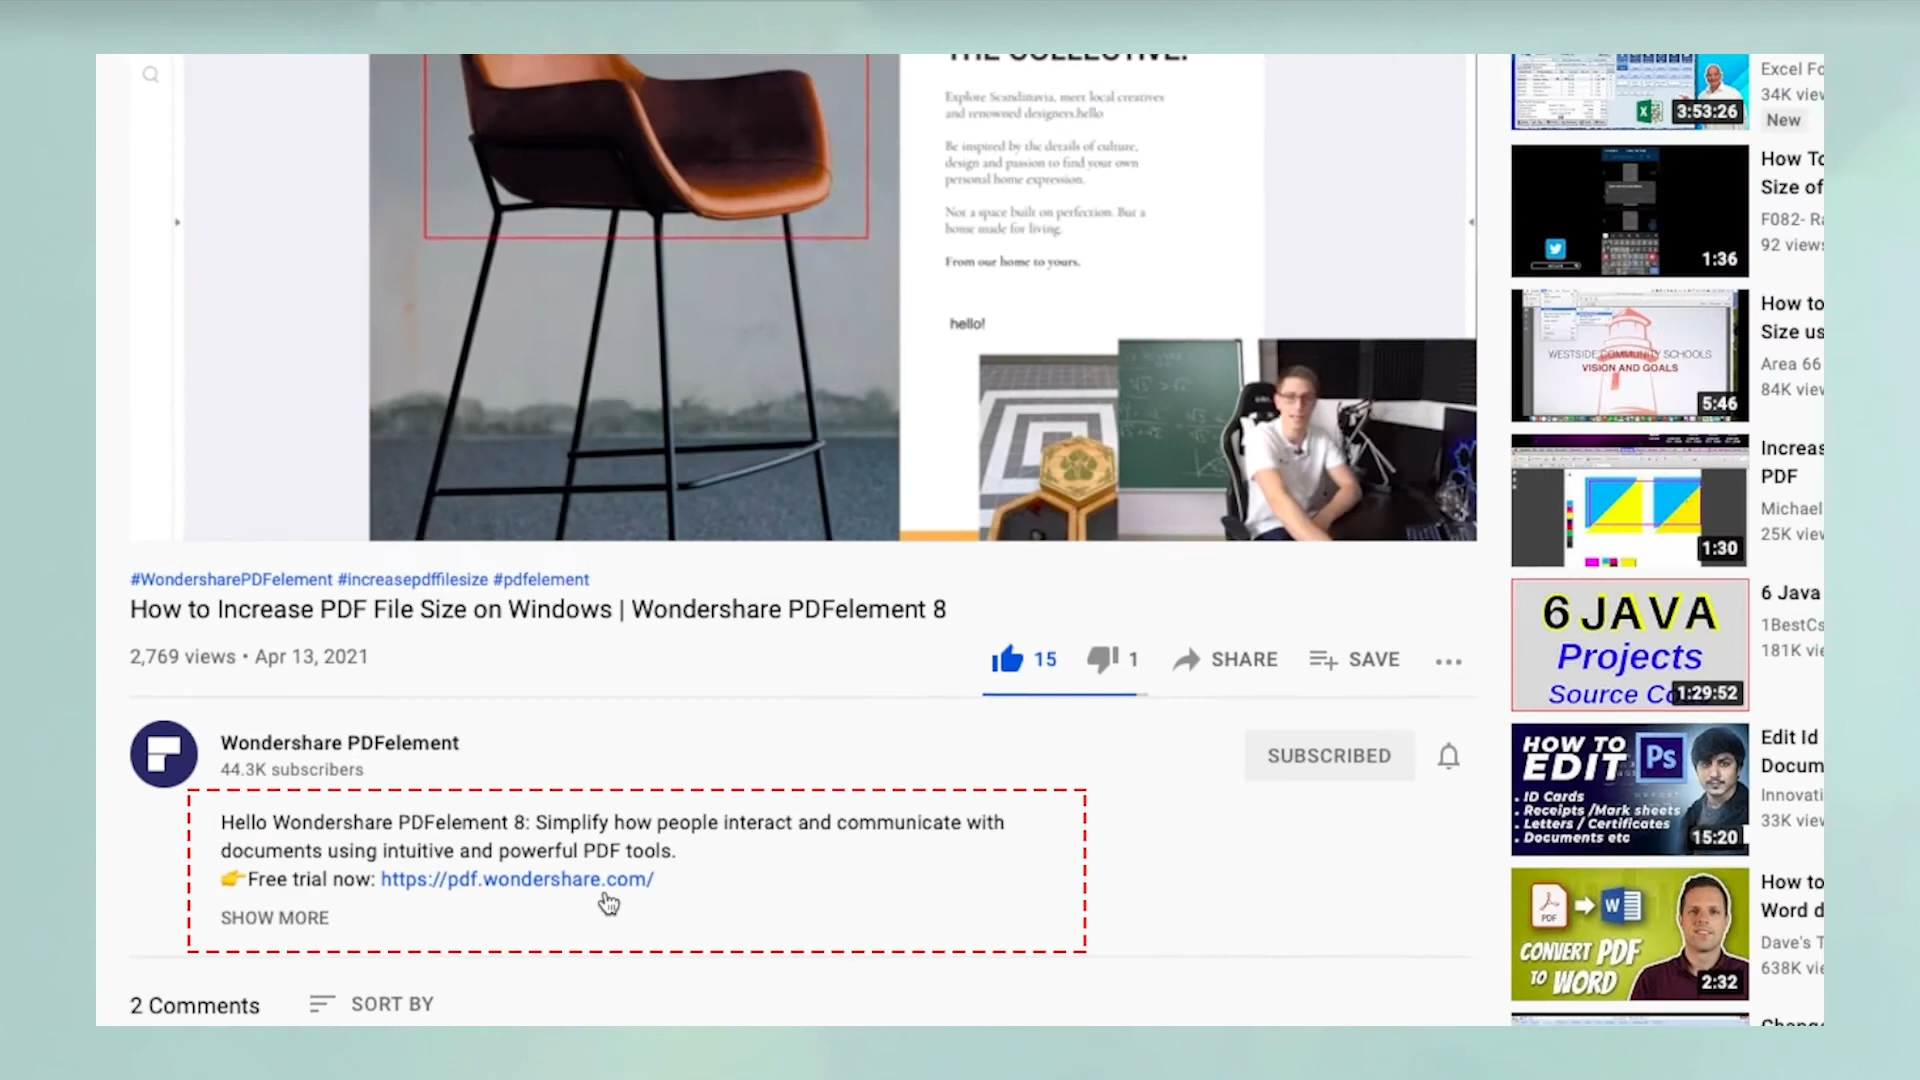 Explore Scandinavia, meet local creatives
and renowned designers.hello
Be inspired by the details of culture,
design and passion to find your own
personal home expression.
Not a space built on perfection. But a
home made for living.
From our home to yours.
hello!
#WondersharePDFelement #increasepdffilesize #pdfelement
How to Increase PDF File Size on Windows | Wondershare PDFelement 8
2,769 views • Apr 13, 2021
15
1
SHARE
SAVE
Wondershare PDFelement
44.3K subscribers
SUBSCRIBED
Hello Wondershare PDFelement 8: Simplify how people interact and communicate with
documents using intuitive and powerful PDF tools.
👉Free trial now: https://pdf.wondershare.com/
SHOW MORE
2 Comments
SORT BY
3:53:26
Excel Fo
34K view
New
1:36
How To
Size of
F082- Ra
92 views
WESTSIDE COMMUNITY SCHOOLS
VISION AND GOALS
5:46
How to
Size us
Area 66
84K view
1:30
Increas
PDF
Michael
25K view
6 JAVA
Projects
Source Co
1:29:52
6 Java
1BestCs
181K vie
HOW TO
EDIT
Ps
. ID Cards
. Receipts /Mark sheets
. Letters / Certificates
. Documents etc
15:20
Edit Id
Docum
Innovati
33K view
PDF
W
CONVERT PDF
TO WORD
2:32
How to
Word d
Dave's T
638K vie